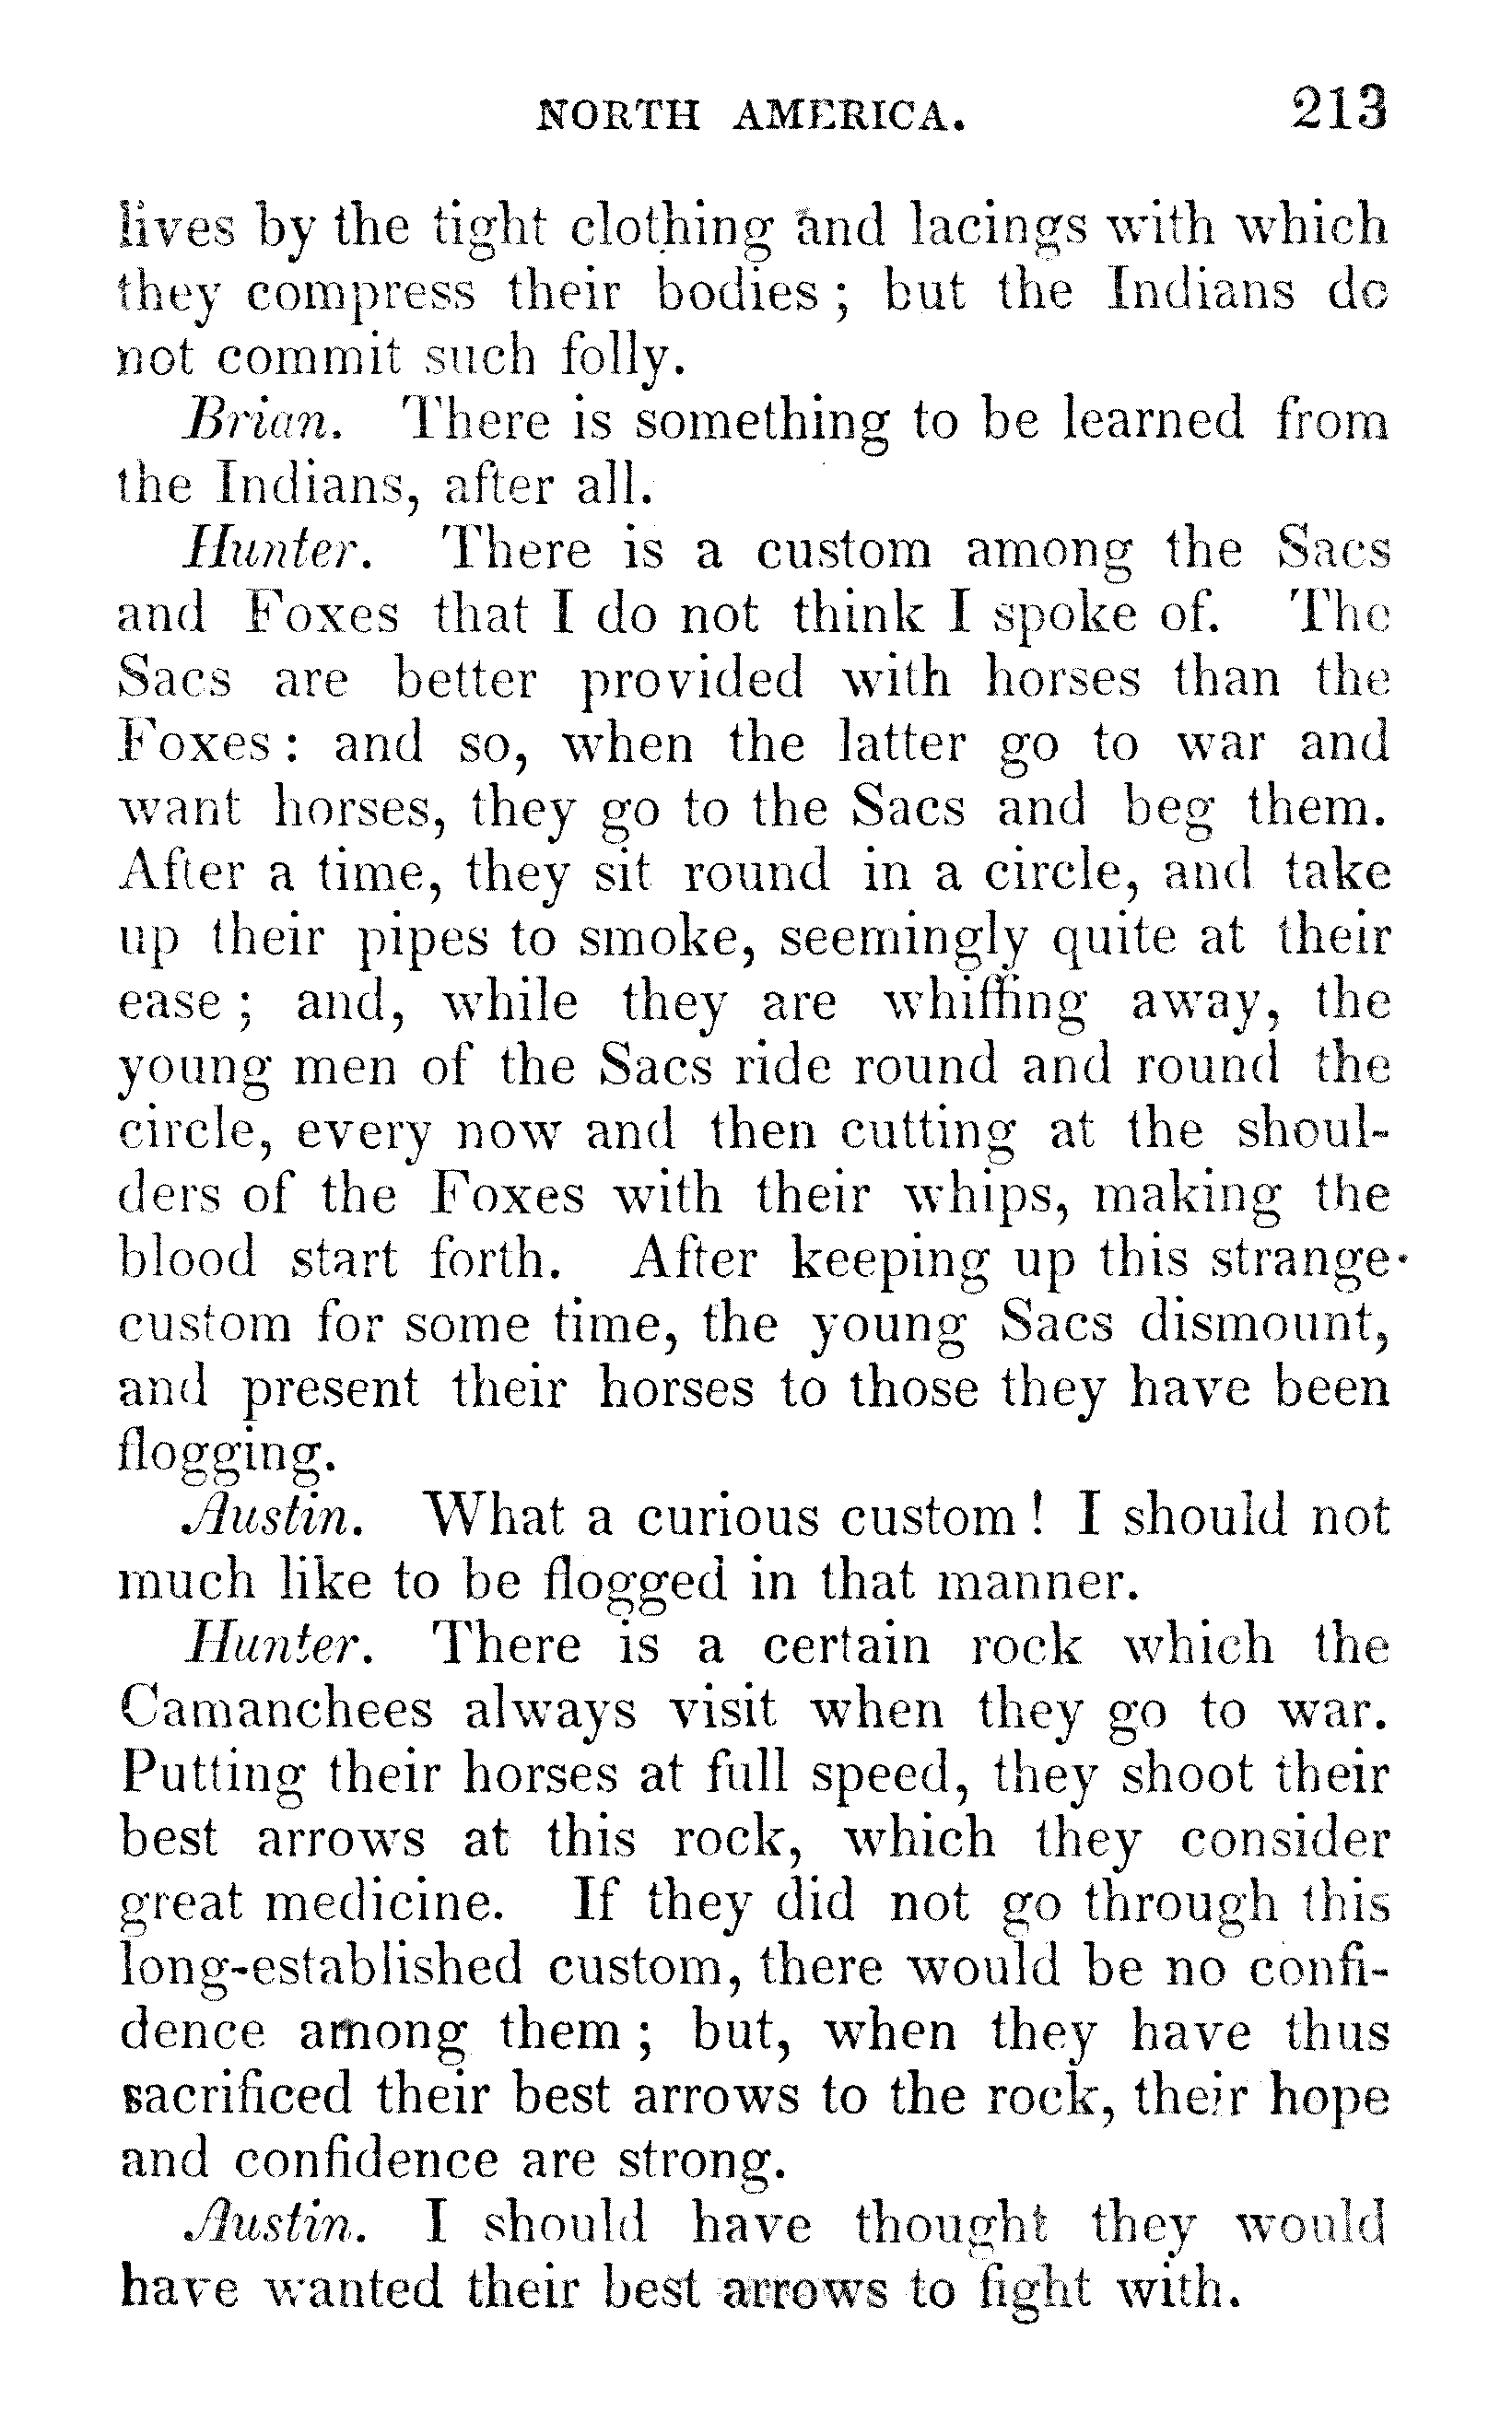 NORTH AMERICA. 213
lives by the tight clothing and lacings with which
they compress their bodies ; but the Indians do
not commit such folly.
Brian. There is something to be learned from
the Indians, after all.
Hunter. There is a custom among the Sacs
and Foxes that I do not think I spoke of. The
Sacs are better provided with horses than the
Foxes : and so, when the latter go to war and
want horses, they go to the Sacs and beg them.
After a time, they sit round in a circle, and take
up their pipes to smoke, seemingly quite at their
ease ; and, while they are whiffing away, the
young men of the Sacs ride round and round the
circle, every now and then cutting at the shoul-
ders of the Foxes with their whips, making the
blood start forth. After keeping up this strange
custom for some time, the young Sacs dismount,
and present their horses to those they have been
flogging.
Austin. What a curious custom ! I should not
much like to be flogged in that manner.
Hunter. There is a certain rock which the
Camanchees always visit when they go to war.
Putting their horses at full speed, they shoot their
best arrows at this rock, which they consider
great medicine. If they did not go through this
long-established custom, there would be no confi-
dence among them ; but, when they have thus
sacrificed their best arrows to the rock, their hope
and confidence are strong.
Austin. I should have thought they would
have wanted their best arrows to fight with.